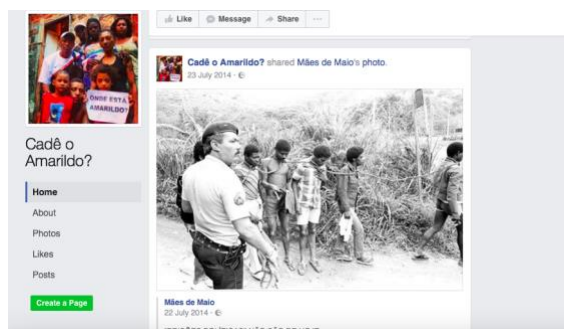 Like Message Share ...
Cadê o Amarildo? shared Mães de Maio's photo.
23 July 2014
ONDE ESTÁ
AMARILDO?
Cadê o
Amarildo?
Home
About
Photos
Likes
Posts
Create a Page
Mães de Maio
22 July 2014